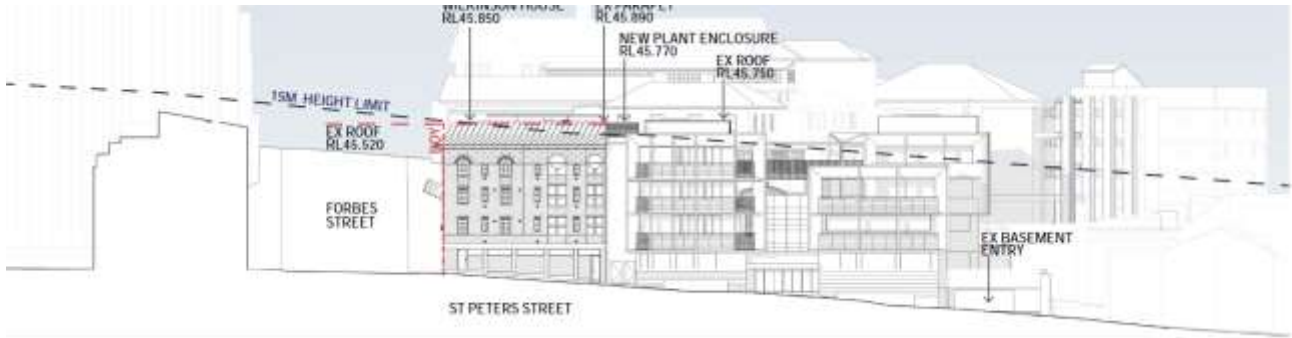 WILKINSON HOUSE
RL45.850
EX PARAPET
RL45.890
NEW PLANT ENCLOSURE
RL45.770
EX ROOF
RL45.750
15M HEIGHT LIMIT
EX ROOF
RL45.520
BDY
FORBES
STREET
EX BASEMENT
ENTRY
ST PETERS STREET